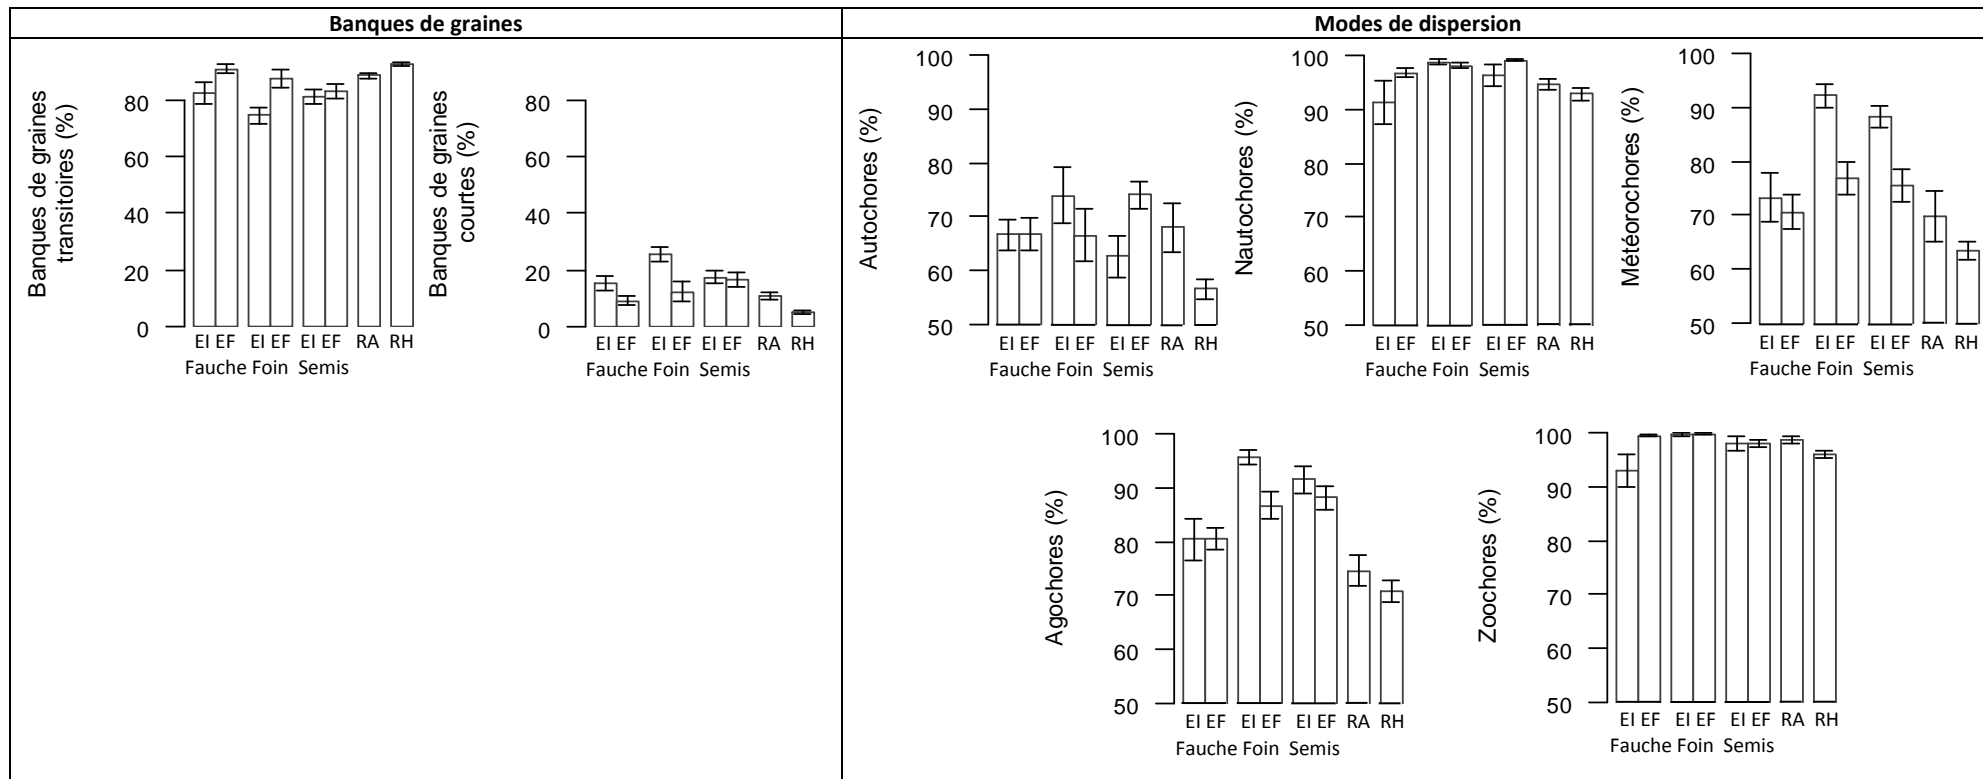 Banques de graines
Modes de dispersion
Banques de graines
transitoires (%)
80
60
40
20
0
EI EF EI EF EI EF RA RH
Fauche Foin Semis
Banques de graines
courtes (%)
80
60
40
20
0
EI EF EI EF EI EF RA RH
Fauche Foin Semis
Autochores (%)
100
90
80
70
60
50
EI EF EI EF EI EF RA RH
Fauche Foin Semis
Nautochores (%)
100
90
80
70
60
50
EI EF EI EF EI EF RA RH
Fauche Foin Semis
Météorochores (%)
100
90
80
70
60
50
EI EF EI EF EI EF RA RH
Fauche Foin Semis
Agochores (%)
100
90
80
70
60
50
EI EF EI EF EI EF RA RH
Fauche Foin Semis
Zoochores (%)
100
90
80
70
60
50
EI EF EI EF EI EF RA RH
Fauche Foin Semis